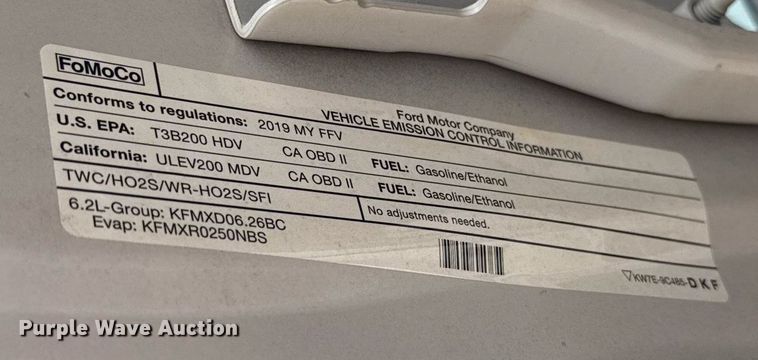 FoMoCo
Ford Motor Company
VEHICLE EMISSION CONTROL INFORMATION
Conforms to regulations: 2019 MY FFV
U.S. EPA: T3B200 HDV CA OBD II FUEL: Gasoline/Ethanol
California: ULEV200 MDV CA OBD II FUEL: Gasoline/Ethanol
TWC/HO2S/WR-HO2S/SFI No adjustments needed.
6.2L-Group: KFMXD06.26BC
Evap: KFMXR0250NBS
KW7E-9C485-DKF
Purple Wave Auction